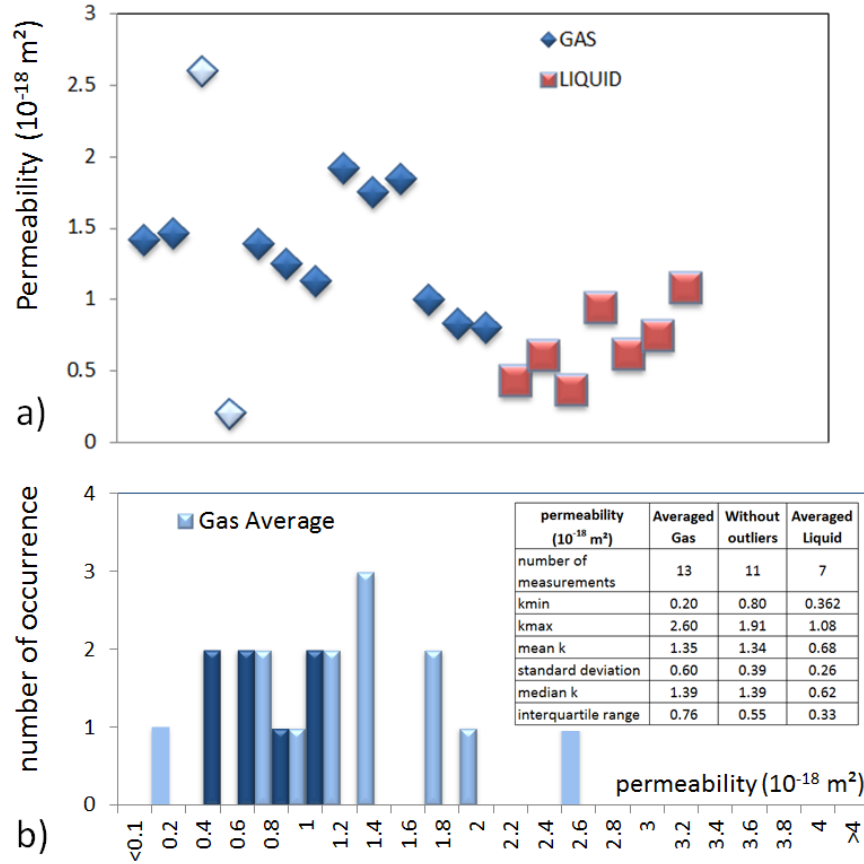 3
GAS
LIQUID
2.5
2
1.5
1
0.5
0
Permeability (10⁻¹⁸ m²)
a)
4
3
2
1
0
number of occurrence
Gas Average
permeability (10⁻¹⁸ m²) Averaged Gas Without outliers Averaged Liquid
number of measurements 13 11 7
kmin 0.20 0.80 0.362
kmax 2.60 1.91 1.08
mean k 1.35 1.34 0.68
standard deviation 0.60 0.39 0.26
median k 1.39 1.39 0.62
interquartile range 0.76 0.55 0.33
permeability (10⁻¹⁸ m²)
<0.1 0.2 0.4 0.6 0.8 1 1.2 1.4 1.6 1.8 2 2.2 2.4 2.6 2.8 3 3.2 3.4 3.6 3.8 4 >4
b)